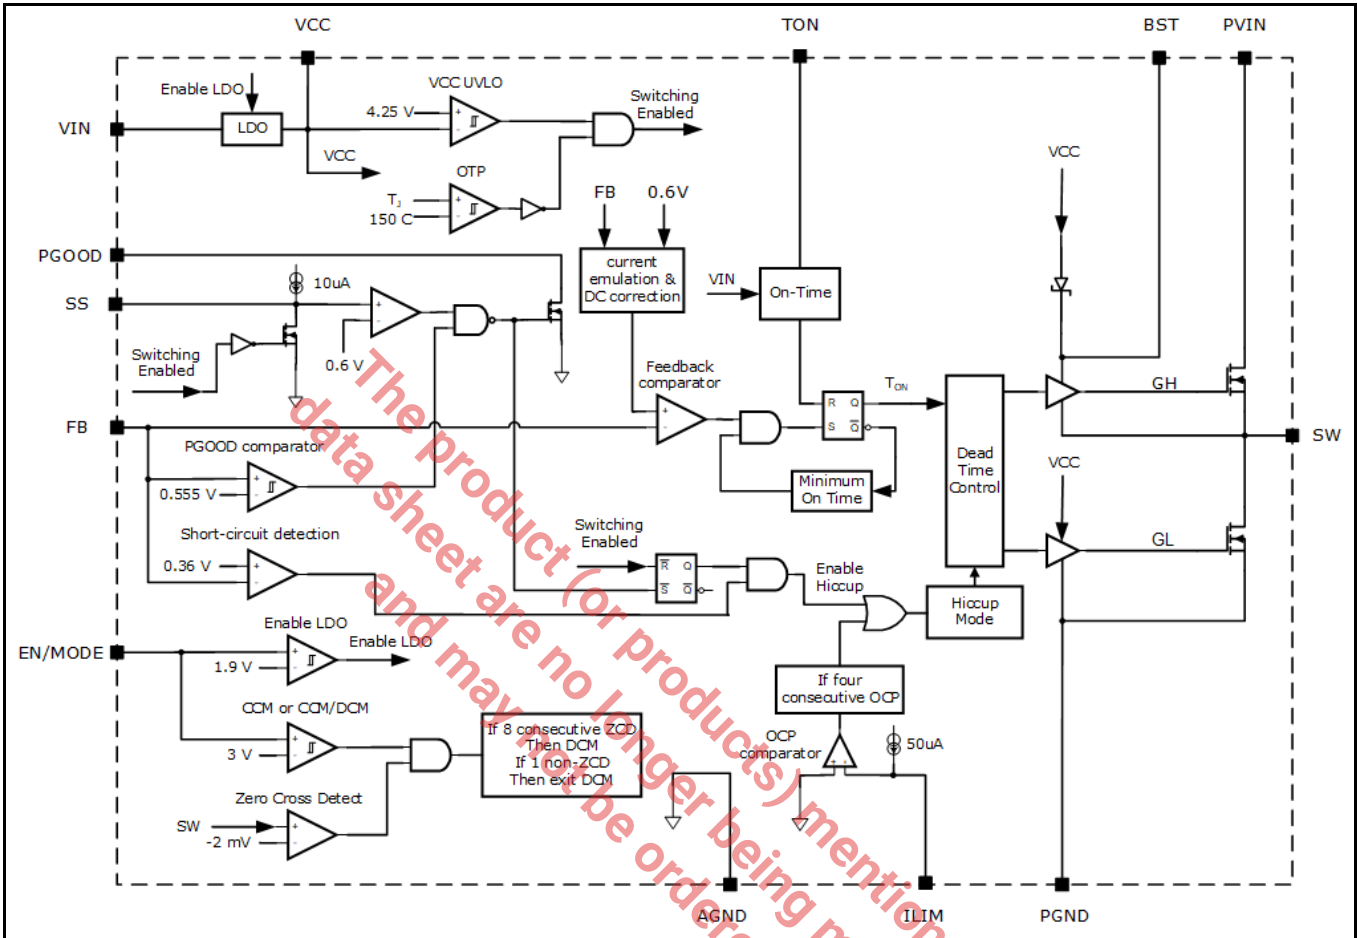 VCC
TON
BST
PVIN
Enable LDO
VCC UVLO
4.25 V
+
-
Switching
Enabled
VIN
LDO
VCC
OTP
TJ
150 C
+
-
FB
0.6V
VCC
PGOOD
current
emulation &
DC correction
VIN
On-Time
10uA
SS
+
-
0.6 V
Switching
Enabled
Feedback
comparator
TON
GH
R Q
S Q
+
-
FB
SW
PGOOD comparator
+
-
0.555 V
Dead
Time
Control
VCC
Minimum
On Time
Short-circuit detection
0.36 V
+
-
Switching
Enabled
R Q
S Q
GL
Enable
Hiccup
Hiccup
Mode
Enable LDO
EN/MODE
+
-
1.9 V
Enable LDO
If four
consecutive OCP
CCM or CCM/DCM
+
-
3 V
If 8 consecutive ZCD
Then DCM
If 1 non-ZCD
Then exit DCM
OCP
comparator
+ -
50uA
Zero Cross Detect
SW
-2 mV
+
-
AGND
ILIM
PGND
The product (or products) mention
data sheet are no longer being m
and may not be ordere